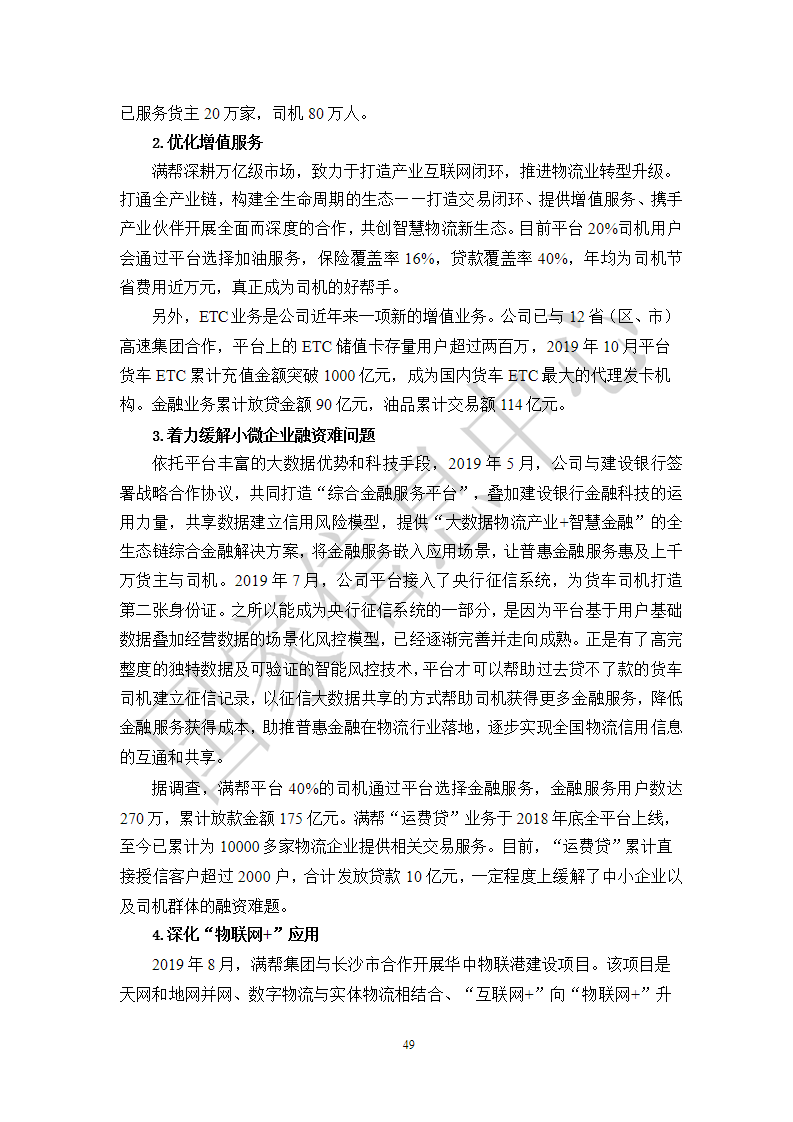 已服务货主 20 万家，司机 80 万人。
2.优化增值服务
满帮深耕万亿级市场，致力于打造产业互联网闭环，推进物流业转型升级。
打通全产业链，构建全生命周期的生态——打造交易闭环、提供增值服务、携手
产业伙伴开展全面而深度的合作，共创智慧物流新生态。目前平台 20%司机用户
会通过平台选择加油服务，保险覆盖率 16%，贷款覆盖率 40%，年均为司机节
省费用近万元，真正成为司机的好帮手。
另外，ETC 业务是公司近年来一项新的增值业务。公司已与 12 省（区、市）
高速集团合作，平台上的 ETC 储值卡存量用户超过两百万，2019 年 10 月平台
货车 ETC 累计充值金额突破 1000 亿元，成为国内货车 ETC 最大的代理发卡机
构。金融业务累计放贷金额 90 亿元，油品累计交易额 114 亿元。
3.着力缓解小微企业融资难问题
依托平台丰富的大数据优势和科技手段，2019 年 5 月，公司与建设银行签
署战略合作协议，共同打造“综合金融服务平台”，叠加建设银行金融科技的运
用力量，共享数据建立信用风险模型，提供“大数据物流产业+智慧金融”的全
生态链综合金融解决方案，将金融服务嵌入应用场景，让普惠金融服务惠及上千
万货主与司机。2019 年 7 月，公司平台接入了央行征信系统，为货车司机打造
第二张身份证。之所以能成为央行征信系统的一部分，是因为平台基于用户基础
数据叠加经营数据的场景化风控模型，已经逐渐完善并走向成熟。正是有了高完
整度的独特数据及可验证的智能风控技术，平台才可以帮助过去贷不了款的货车
司机建立征信记录，以征信大数据共享的方式帮助司机获得更多金融服务，降低
金融服务获得成本，助推普惠金融在物流行业落地，逐步实现全国物流信用信息
的互通和共享。
据调查，满帮平台 40%的司机通过平台选择金融服务，金融服务用户数达
270 万，累计放款金额 175 亿元。满帮“运费贷”业务于 2018 年底全平台上线，
至今已累计为 10000 多家物流企业提供相关交易服务。目前，“运费贷”累计直
接授信客户超过 2000 户，合计发放贷款 10 亿元，一定程度上缓解了中小企业以
及司机群体的融资难题。
4.深化“物联网+”应用
2019 年 8 月，满帮集团与长沙市合作开展华中物联港建设项目。该项目是
天网和地网并网、数字物流与实体物流相结合、“互联网+”向“物联网+”升
49
国家信息中心